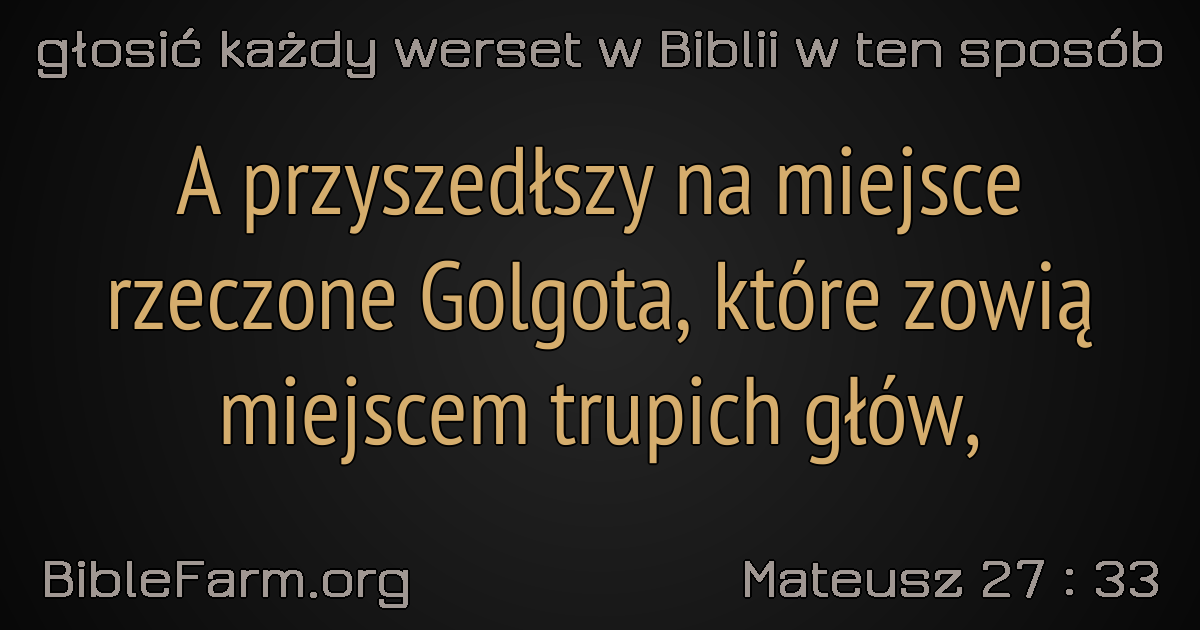 głosić każdy werset w Biblii w ten sposób
A przyszedłszy na miejsce
rzeczone Golgota, które zowią
miejscem trupich głów,
BibleFarm.org
Mateusz 27 : 33